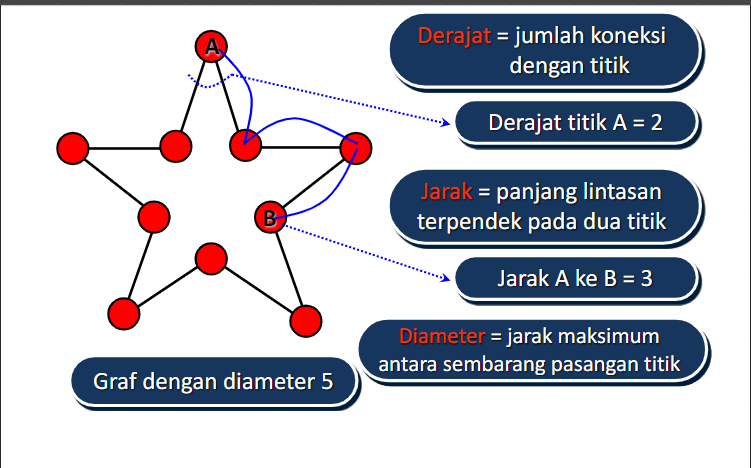 A
Derajat = jumlah koneksi
dengan titik
Derajat titik A = 2
Jarak = panjang lintasan
terpendek pada dua titik
B
Jarak A ke B = 3
Diameter = jarak maksimum
antara sembarang pasangan titik
Graf dengan diameter 5